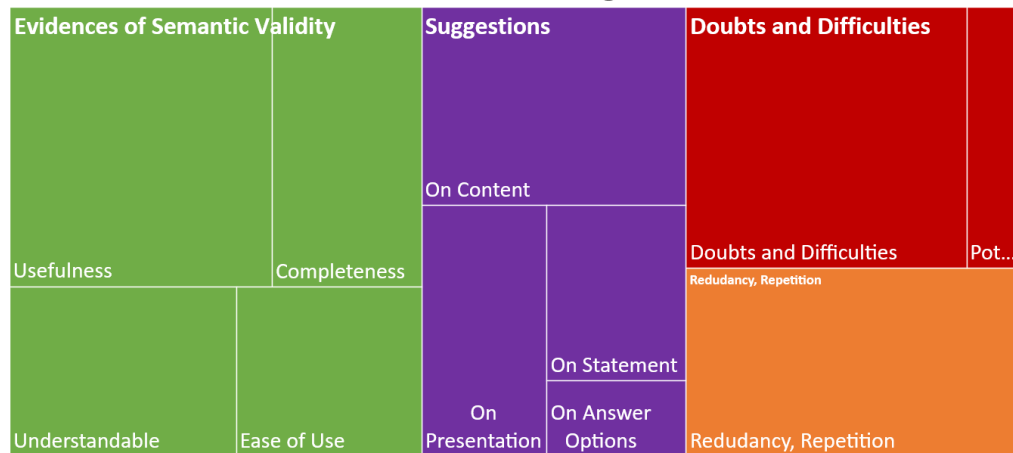 Evidences of Semantic Validity
Usefulness
Completeness
Understandable
Ease of Use
Suggestions
On Content
On
Presentation
On Statement
On Answer
Options
Doubts and Difficulties
Doubts and Difficulties
Pot...
Redudancy, Repetition
Redudancy, Repetition